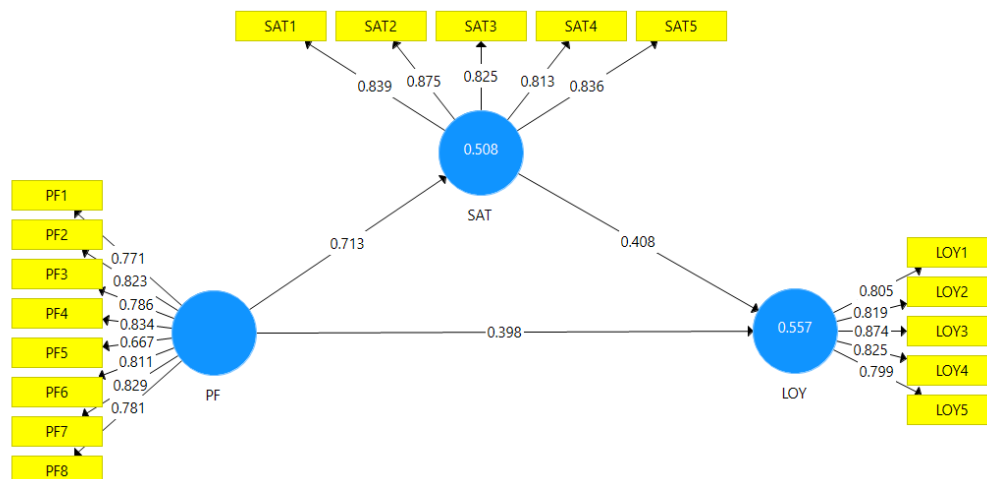 SAT1 SAT2 SAT3 SAT4 SAT5
0.839 0.875 0.825 0.813 0.836
0.508
SAT
PF1
PF2
PF3
PF4
PF5
PF6
PF7
PF8
0.771
0.823
0.786
0.834
0.667
0.811
0.829
0.781
PF
0.713
0.408
0.398
0.557
LOY
0.805
0.819
0.874
0.825
0.799
LOY1
LOY2
LOY3
LOY4
LOY5